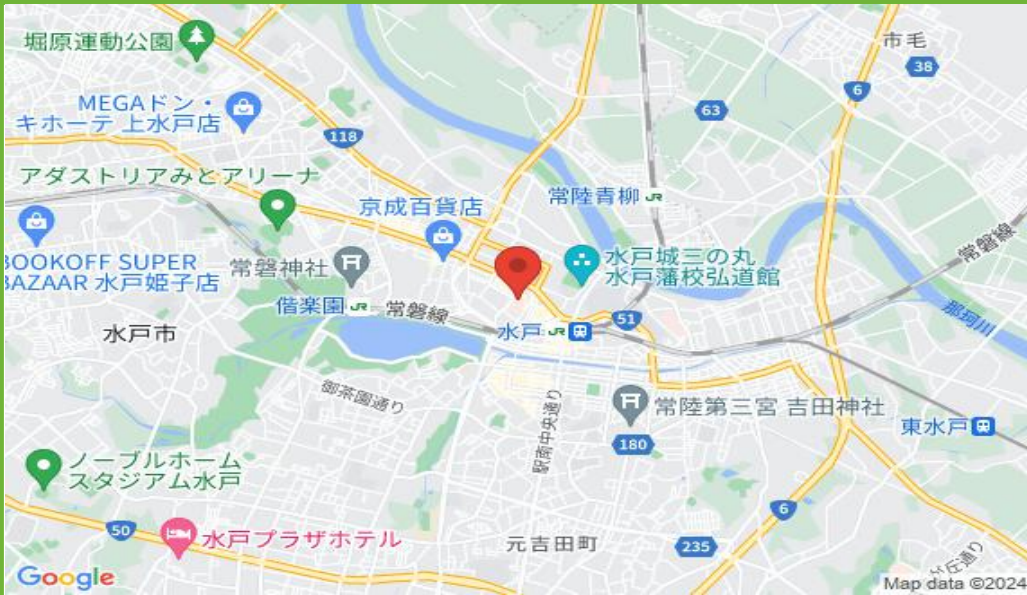 堀原運動公園
市毛
38
6
MEGAドン・
キホーテ 上水戸店
63
118
アダストリアみとアリーナ
常陸青柳 JR
京成百貨店
水戸城三の丸
水戸藩校弘道館
BOOKOFF SUPER
BAZAAR 水戸姫子店
常磐神社
常磐線
偕楽園 JR
常磐線
51
那珂川
水戸市
水戸 JR
御茶園通り
駅南中央通り
常陸第三宮 吉田神社
東水戸
180
ノーブルホーム
スタジアム水戸
50
水戸プラザホテル
元吉田町
6
235
が丘通り
Google
Map data ©2024